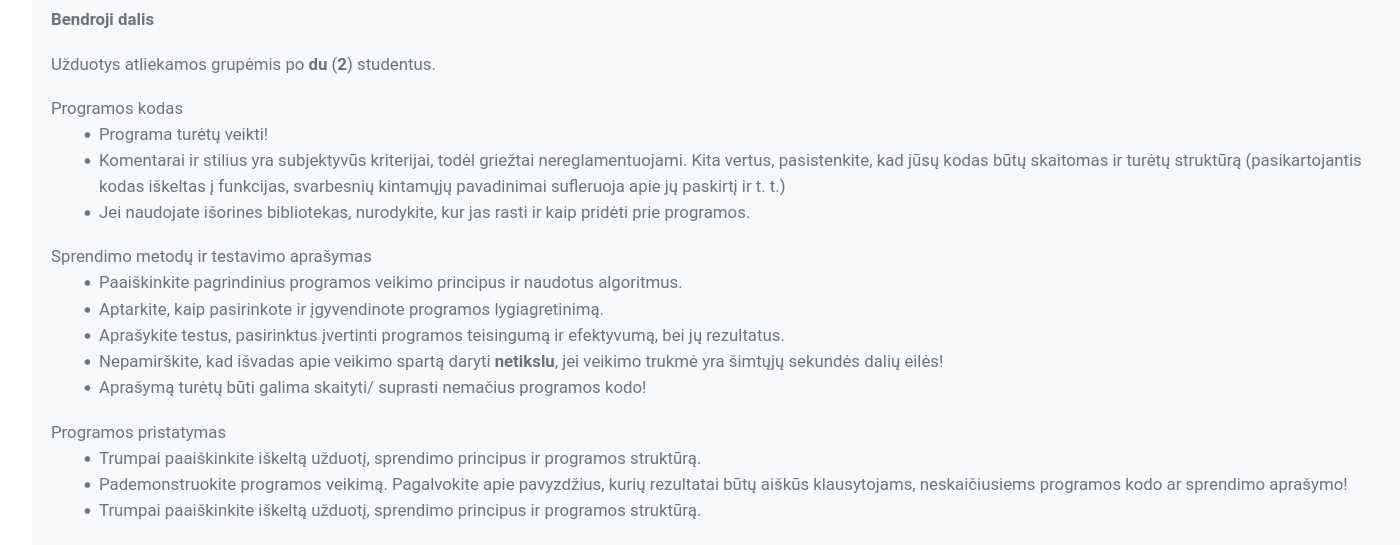 Bendroji dalis
Užduotys atliekamos grupėmis po du (2) studentus.
Programos kodas
• Programa turėtų veikti!
• Komentarai ir stilius yra subjektyvūs kriterijai, todėl griežtai nereglamentuojami. Kita vertus, pasistenkite, kad jūsų kodas būtų skaitomas ir turėtų struktūrą (pasikartojantis
kodas iškeltas į funkcijas, svarbesnių kintamųjų pavadinimai sufleruoja apie jų paskirtį ir t. t.)
• Jei naudojate išorines bibliotekas, nurodykite, kur jas rasti ir kaip pridėti prie programos.
Sprendimo metodų ir testavimo aprašymas
• Paaiškinkite pagrindinius programos veikimo principus ir naudotus algoritmus.
• Aptarkite, kaip pasirinkote ir įgyvendinote programos lygiagretinimą.
• Aprašykite testus, pasirinktus įvertinti programos teisingumą ir efektyvumą, bei jų rezultatus.
• Nepamirškite, kad išvadas apie veikimo spartą daryti netikslu, jei veikimo trukmė yra šimtųjų sekundės dalių eilės!
• Aprašymą turėtų būti galima skaityti/ suprasti nemačius programos kodo!
Programos pristatymas
• Trumpai paaiškinkite iškeltą užduotį, sprendimo principus ir programos struktūrą.
• Pademonstruokite programos veikimą. Pagalvokite apie pavyzdžius, kurių rezultatai būtų aiškūs klausytojams, neskaičiusiems programos kodo ar sprendimo aprašymo!
• Trumpai paaiškinkite iškeltą užduotį, sprendimo principus ir programos struktūrą.